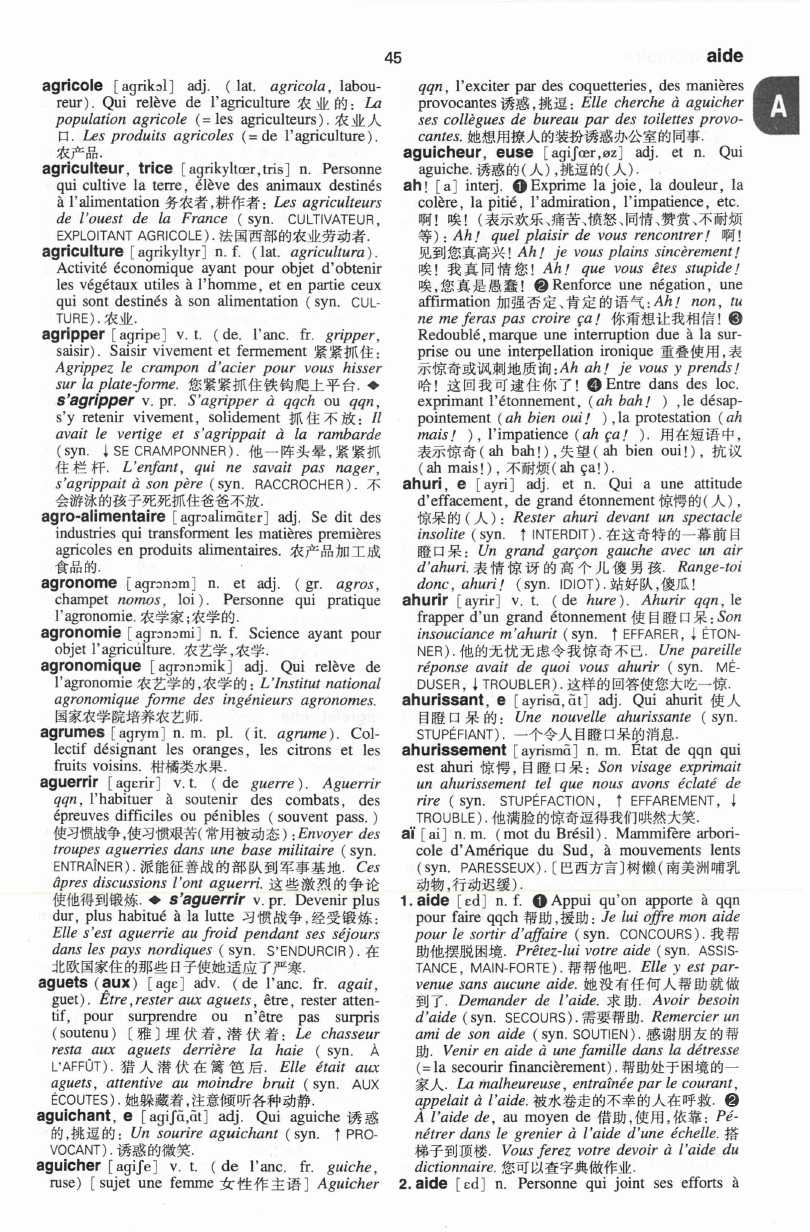 45
aide
agricole [agrikɔl] adj. ( lat. agricola, labou-
reur). Qui relève de l'agriculture 农业的: La
population agricole (= les agriculteurs). 农业人
口. Les produits agricoles (= de l'agriculture).
农产品.
agriculteur, trice [agrikyltœr,tris] n. Personne
qui cultive la terre, élève des animaux destinés
à l'alimentation 务农者,耕作者: Les agriculteurs
de l'ouest de la France ( syn. CULTIVATEUR,
EXPLOITANT AGRICOLE). 法国西部的农业劳动者.
agriculture [agrikyltyr] n. f. ( lat. agricultura).
Activité économique ayant pour objet d'obtenir
les végétaux utiles à l'homme, et en partie ceux
qui sont destinés à son alimentation ( syn. CUL-
TURE). 农业.
agripper [agripe] v. t. ( de. l'anc. fr. gripper,
saisir). Saisir vivement et fermement 紧紧抓住:
Agrippez le crampon d'acier pour vous hisser
sur la plate-forme. 您紧紧抓住铁钩爬上平台. ◆
s'agripper v. pr. S'agripper à qqch ou qqn,
s'y retenir vivement, solidement 抓住不放: Il
avait le vertige et s'agrippait à la rambarde
(syn. ↓ SE CRAMPONNER). 他一阵头晕,紧紧抓
住栏杆. L'enfant, qui ne savait pas nager,
s'agrippait à son père (syn. RACCROCHER). 不
会游泳的孩子死死抓住爸爸不放.
agro-alimentaire [agroalimɑ̃tɛr] adj. Se dit des
industries qui transforment les matières premières
agricoles en produits alimentaires. 农产品加工成
食品的.
agronome [agrɔnɔm] n. et adj. ( gr. agros,
champet nomos, loi). Personne qui pratique
l'agronomie. 农学家;农学的.
agronomie [agrɔnɔmi] n. f. Science ayant pour
objet l'agriculture. 农艺学,农学.
agronomique [agrɔnɔmik] adj. Qui relève de
l'agronomie 农艺学的,农学的: L'Institut national
agronomique forme des ingénieurs agronomes.
国家农学院培养农艺师.
agrumes [agrym] n. m. pl. ( it. agrume). Col-
lectif désignant les oranges, les citrons et les
fruits voisins. 柑橘类水果.
aguerrir [agɛrir] v. t. ( de guerre). Aguerrir
qqn, l'habituer à soutenir des combats, des
épreuves difficiles ou pénibles ( souvent pass.)
使习惯战争,使习惯艰苦(常用被动态):Envoyer des
troupes aguerries dans une base militaire ( syn.
ENTRAÎNER). 派能征善战的部队到军事基地. Ces
âpres discussions l'ont aguerri. 这些激烈的争论
使他得到锻炼. ◆ s'aguerrir v. pr. Devenir plus
dur, plus habitué à la lutte 习惯战争,经受锻炼:
Elle s'est aguerrie au froid pendant ses séjours
dans les pays nordiques ( syn. S'ENDURCIR). 在
北欧国家住的那些日子使她适应了严寒.
aguets (aux) [agɛ] adv. ( de l'anc. fr. agait,
guet). Être,rester aux aguets, être, rester atten-
tif, pour surprendre ou n'être pas surpris
(soutenu) [雅]埋伏着,潜伏着: Le chasseur
resta aux aguets derrière la haie ( syn. À
L'AFFÛT). 猎人潜伏在篱笆后. Elle était aux
aguets, attentive au moindre bruit ( syn. AUX
ÉCOUTES). 她躲藏着,注意倾听各种动静.
aguichant, e [agiʃɑ̃,ɑ̃t] adj. Qui aguiche 诱惑
的,挑逗的: Un sourire aguichant ( syn. ↑ PRO-
VOCANT). 诱惑的微笑.
aguicher [agiʃe] v. t. ( de l'anc. fr. guiche,
ruse) [ sujet une femme 女性作主语] Aguicher
qqn, l'exciter par des coquetteries, des manières
provocantes 诱惑,挑逗: Elle cherche à aguicher
ses collègues de bureau par des toilettes provo-
cantes. 她想用撩人的装扮诱惑办公室的同事.
aguicheur, euse [agiʃœr,øz] adj. et n. Qui
aguiche. 诱惑的(人),挑逗的(人).
ah! [a] interj. ❶Exprime la joie, la douleur, la
colère, la pitié, l'admiration, l'impatience, etc.
啊! 唉! (表示欢乐、痛苦、愤怒、同情、赞赏、不耐烦
等): Ah! quel plaisir de vous rencontrer! 啊!
见到您真高兴! Ah! je vous plains sincèrement!
唉! 我真同情您! Ah! que vous êtes stupide!
唉,您真是愚蠢! ❷Renforce une négation, une
affirmation 加强否定、肯定的语气:Ah! non, tu
ne me feras pas croire ça! 你甭想让我相信! ❸
Redoublé,marque une interruption due à la sur-
prise ou une interpellation ironique 重叠使用,表
示惊奇或讽刺地质询:Ah ah! je vous y prends!
哈! 这回我可逮住你了! ❹Entre dans des loc.
exprimant l'étonnement, (ah bah! ) ,le désap-
pointement (ah bien oui! ),la protestation (ah
mais! ), l'impatience (ah ça! ). 用在短语中,
表示惊奇( ah bah!),失望( ah bien oui!), 抗议
( ah mais!), 不耐烦( ah ça!).
ahuri, e [ayri] adj. et n. Qui a une attitude
d'effacement, de grand étonnement 惊愕的(人),
惊呆的(人): Rester ahuri devant un spectacle
insolite ( syn. ↑ INTERDIT). 在这奇特的一幕前目
瞪口呆: Un grand garçon gauche avec un air
d'ahuri. 表情惊讶的高个儿傻男孩. Range-toi
donc, ahuri! (syn. IDIOT). 站好队,傻瓜!
ahurir [ayrir] v. t. ( de hure). Ahurir qqn, le
frapper d'un grand étonnement 使目瞪口呆:Son
insouciance m'ahurit ( syn. ↑ EFFARER, ↓ ÉTON-
NER). 他的无忧无虑令我惊奇不已. Une pareille
réponse avait de quoi vous ahurir ( syn. MÉ-
DUSER, ↓ TROUBLER). 这样的回答使您大吃一惊.
ahurissant, e [ayrisɑ̃,ɑ̃t] adj. Qui ahurit 使人
目瞪口呆的: Une nouvelle ahurissante ( syn.
STUPÉFIANT). 一个令人目瞪口呆的消息.
ahurissement [ayrismɑ̃] n. m. État de qqn qui
est ahuri 惊愕,目瞪口呆: Son visage exprimait
un ahurissement tel que nous avons éclaté de
rire ( syn. STUPÉFACTION, ↑ EFFAREMENT, ↓
TROUBLE). 他满脸的惊奇逗得我们哄然大笑.
aï [ai] n. m. ( mot du Brésil). Mammifère arbori-
cole d'Amérique du Sud, à mouvements lents
( syn. PARESSEUX). [巴西方言]树懒(南美洲哺乳
动物,行动迟缓).
1. aide [ɛd] n. f. ❶Appui qu'on apporte à qqn
pour faire qqch 帮助,援助: Je lui offre mon aide
pour le sortir d'affaire ( syn. CONCOURS). 我帮
助他摆脱困境. Prêtez-lui votre aide ( syn. ASSIS-
TANCE, MAIN-FORTE). 帮帮他吧. Elle y est par-
venue sans aucune aide. 她没有任何人帮助就做
到了. Demander de l'aide. 求助. Avoir besoin
d'aide (syn. SECOURS). 需要帮助. Remercier un
ami de son aide ( syn. SOUTIEN). 感谢朋友的帮
助. Venir en aide à une famille dans la détresse
(= la secourir financièrement). 帮助处于困境的一
家人. La malheureuse, entraînée par le courant,
appelait à l'aide. 被水卷走的不幸的人在呼救. ❷
À l'aide de, au moyen de 借助,使用,依靠: Pé-
nétrer dans le grenier à l'aide d'une échelle. 搭
梯子到顶楼. Vous ferez votre devoir à l'aide du
dictionnaire. 您可以查字典做作业.
2. aide [ɛd] n. Personne qui joint ses efforts à
A